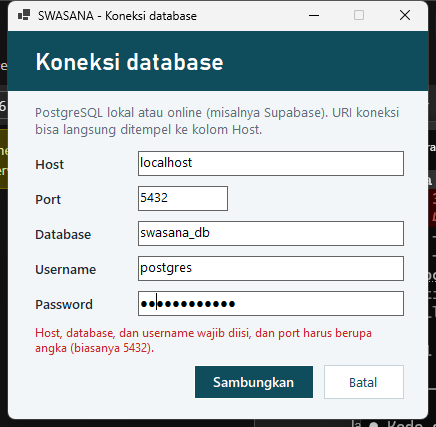 SWASANA - Koneksi database
Koneksi database
PostgreSQL lokal atau online (misalnya Supabase). URI koneksi
bisa langsung ditempel ke kolom Host.
Host localhost
Port 5432
Database swasana_db
Username postgres
Password ●●●●●●●●●●●●
Host, database, dan username wajib diisi, dan port harus berupa
angka (biasanya 5432).
Sambungkan Batal